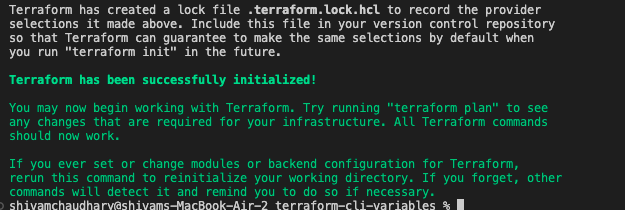 Terraform has created a lock file .terraform.lock.hcl to record the provider
selections it made above. Include this file in your version control repository
so that Terraform can guarantee to make the same selections by default when
you run "terraform init" in the future.
Terraform has been successfully initialized!
You may now begin working with Terraform. Try running "terraform plan" to see
any changes that are required for your infrastructure. All Terraform commands
should now work.
If you ever set or change modules or backend configuration for Terraform,
rerun this command to reinitialize your working directory. If you forget, other
commands will detect it and remind you to do so if necessary.
shivamchaudhary@shivams-MacBook-Air-2 terraform-cli-variables %